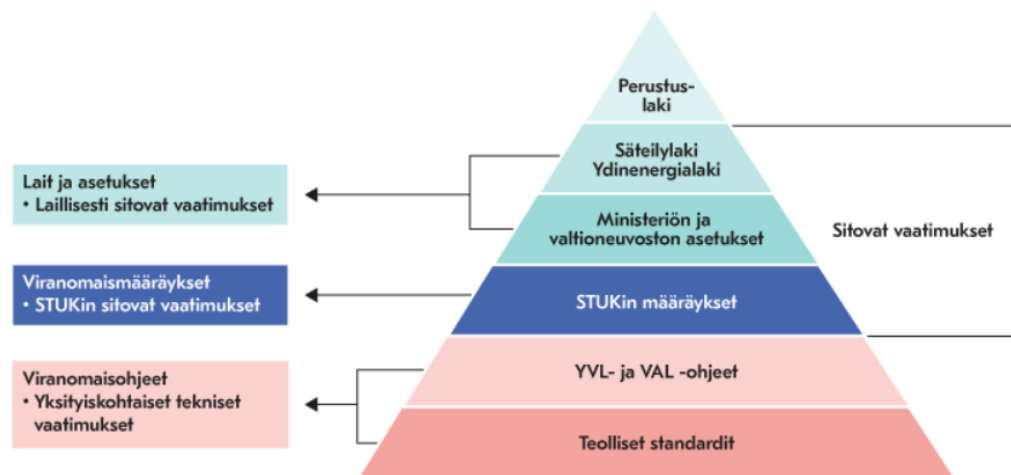 Perustus-
laki
Säteilylaki
Ydinenergialaki
Lait ja asetukset
• Laillisesti sitovat vaatimukset
Ministeriön ja
valtioneuvoston asetukset
Sitovat vaatimukset
Viranomaismääräykset
• STUKin sitovat vaatimukset
STUKin määräykset
Viranomaisohjeet
• Yksityiskohtaiset tekniset
vaatimukset
YVL- ja VAL -ohjeet
Teolliset standardit